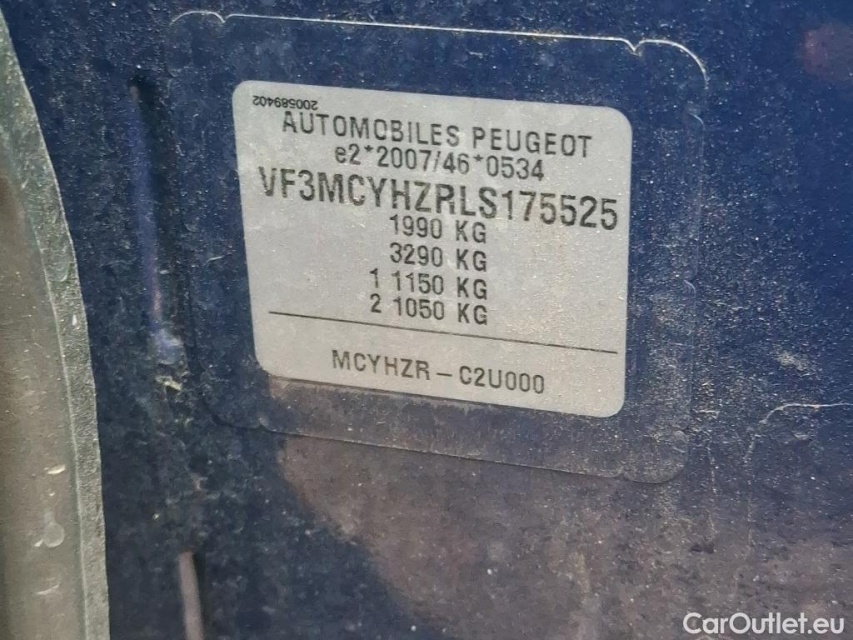 200589402
AUTOMOBILES PEUGEOT
e2*2007/46*0534
VF3MCYHZRLS175525
1990 KG
3290 KG
1 1150 KG
2 1050 KG
MCYHZR – C2U000
CarOutlet.eu